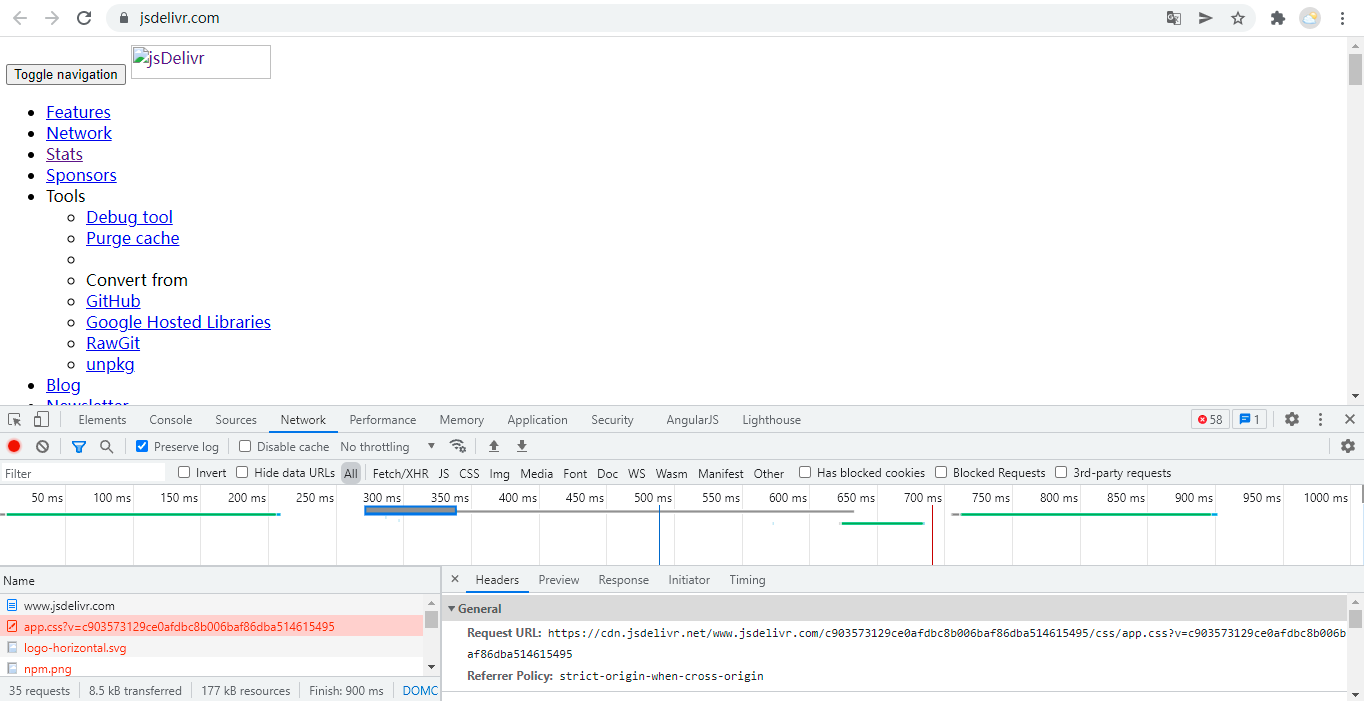 jsdelivr.com
Toggle navigation
jsDelivr
Features
Network
Stats
Sponsors
Tools
Debug tool
Purge cache
Convert from
GitHub
Google Hosted Libraries
RawGit
unpkg
Blog
Newsletter
Elements Console Sources Network Performance Memory Application Security AngularJS Lighthouse 58 1
Preserve log Disable cache No throttling
Filter Invert Hide data URLs All Fetch/XHR JS CSS Img Media Font Doc WS Wasm Manifest Other Has blocked cookies Blocked Requests 3rd-party requests
50 ms 100 ms 150 ms 200 ms 250 ms 300 ms 350 ms 400 ms 450 ms 500 ms 550 ms 600 ms 650 ms 700 ms 750 ms 800 ms 850 ms 900 ms 950 ms 1000 ms
Name
www.jsdelivr.com
app.css?v=c903573129ce0afdbc8b006baf86dba514615495
logo-horizontal.svg
npm.png
35 requests 8.5 kB transferred 177 kB resources Finish: 900 ms DOMC
Headers Preview Response Initiator Timing
General
Request URL: https://cdn.jsdelivr.net/www.jsdelivr.com/c903573129ce0afdbc8b006baf86dba514615495/css/app.css?v=c903573129ce0afdbc8b006b
af86dba514615495
Referrer Policy: strict-origin-when-cross-origin